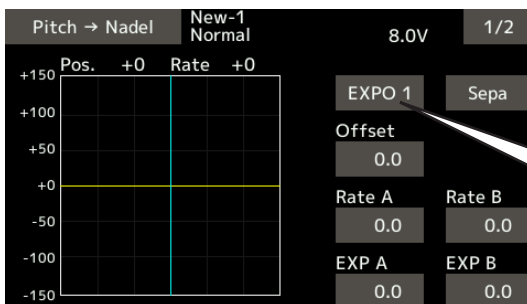 Pitch → Nadel New-1 Normal 8.0V 1/2
Pos. +0 Rate +0
+150
+100
+50
+0
-50
-100
-150
EXPO 1 Sepa
Offset
0.0
Rate A Rate B
0.0 0.0
EXP A EXP B
0.0 0.0